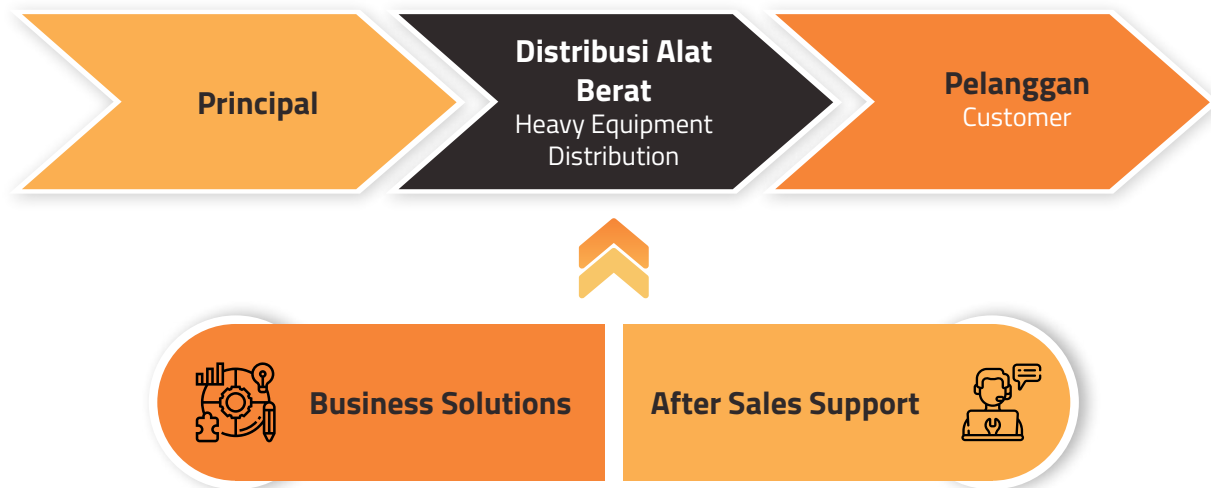 Principal
Distribusi Alat
Berat
Heavy Equipment
Distribution
Pelanggan
Customer
Business Solutions
After Sales Support